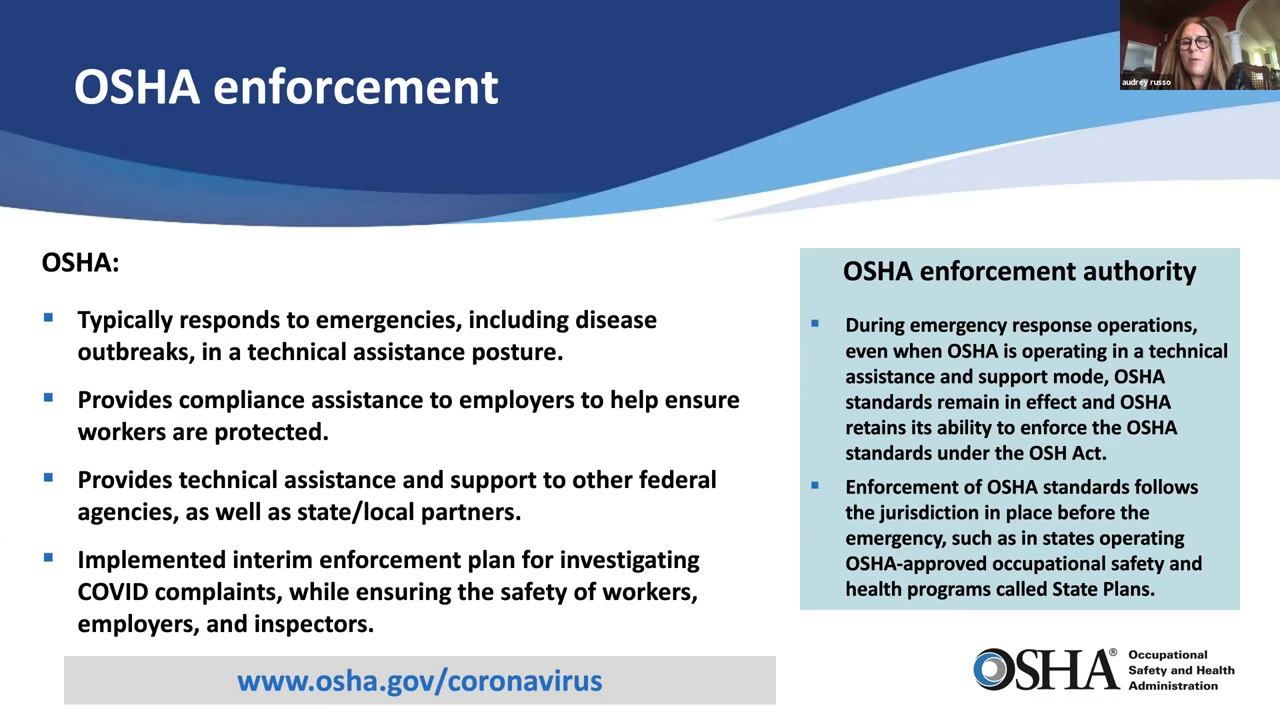 OSHA enforcement
audrey russo
OSHA:
▪ Typically responds to emergencies, including disease
outbreaks, in a technical assistance posture.
▪ Provides compliance assistance to employers to help ensure
workers are protected.
▪ Provides technical assistance and support to other federal
agencies, as well as state/local partners.
▪ Implemented interim enforcement plan for investigating
COVID complaints, while ensuring the safety of workers,
employers, and inspectors.
www.osha.gov/coronavirus
OSHA enforcement authority
▪ During emergency response operations,
even when OSHA is operating in a technical
assistance and support mode, OSHA
standards remain in effect and OSHA
retains its ability to enforce the OSHA
standards under the OSH Act.
▪ Enforcement of OSHA standards follows
the jurisdiction in place before the
emergency, such as in states operating
OSHA-approved occupational safety and
health programs called State Plans.
OSHA®
Occupational
Safety and Health
Administration